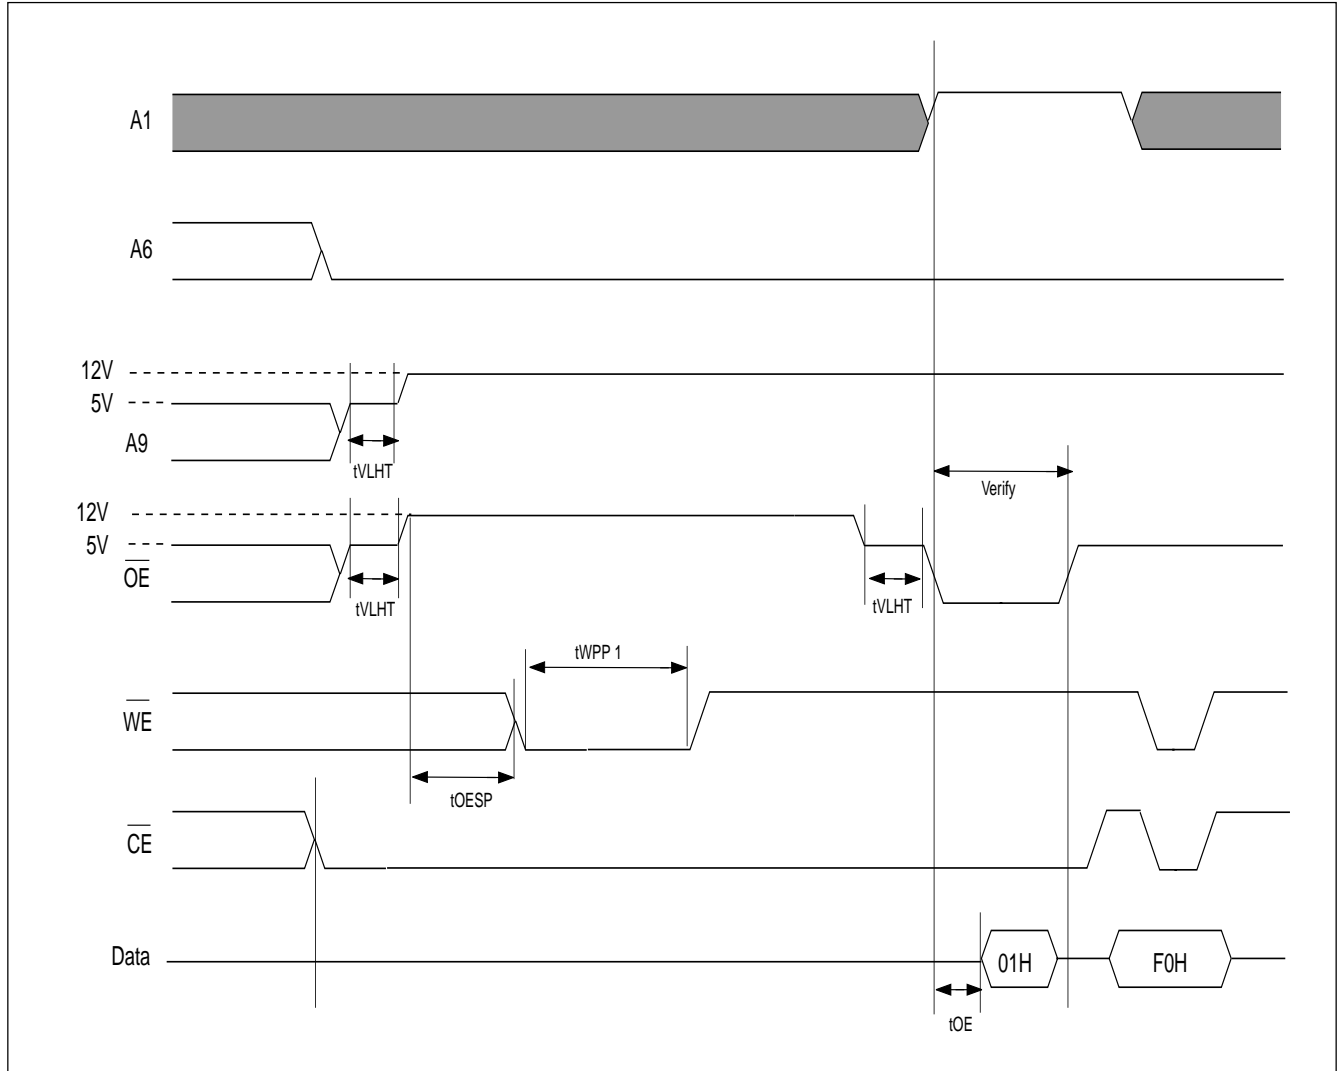 A1
A6
12V
5V
A9
tVLHT
Verify
12V
5V
OE
tVLHT
tVLHT
tWPP 1
WE
tOESP
CE
Data
01H
F0H
tOE